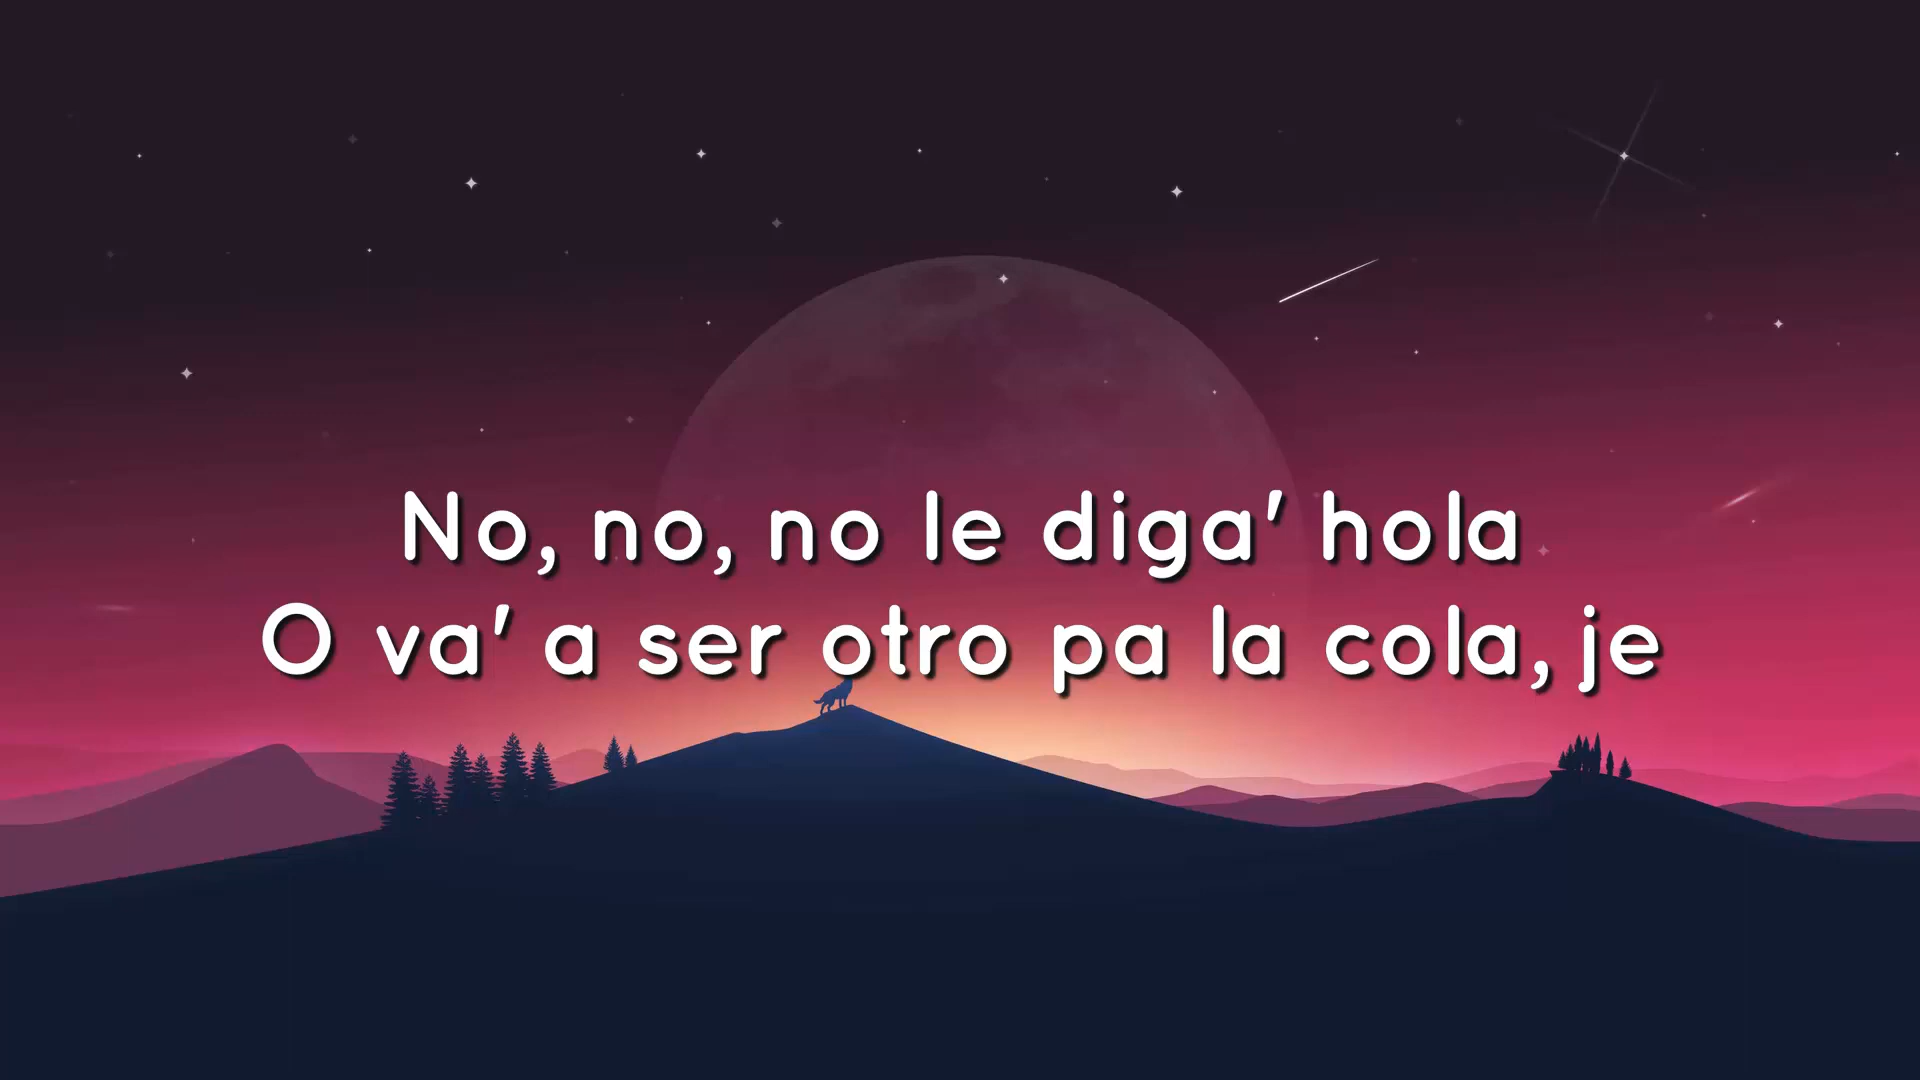 No, no, no le diga' hola
O va' a ser otro pa la cola, je